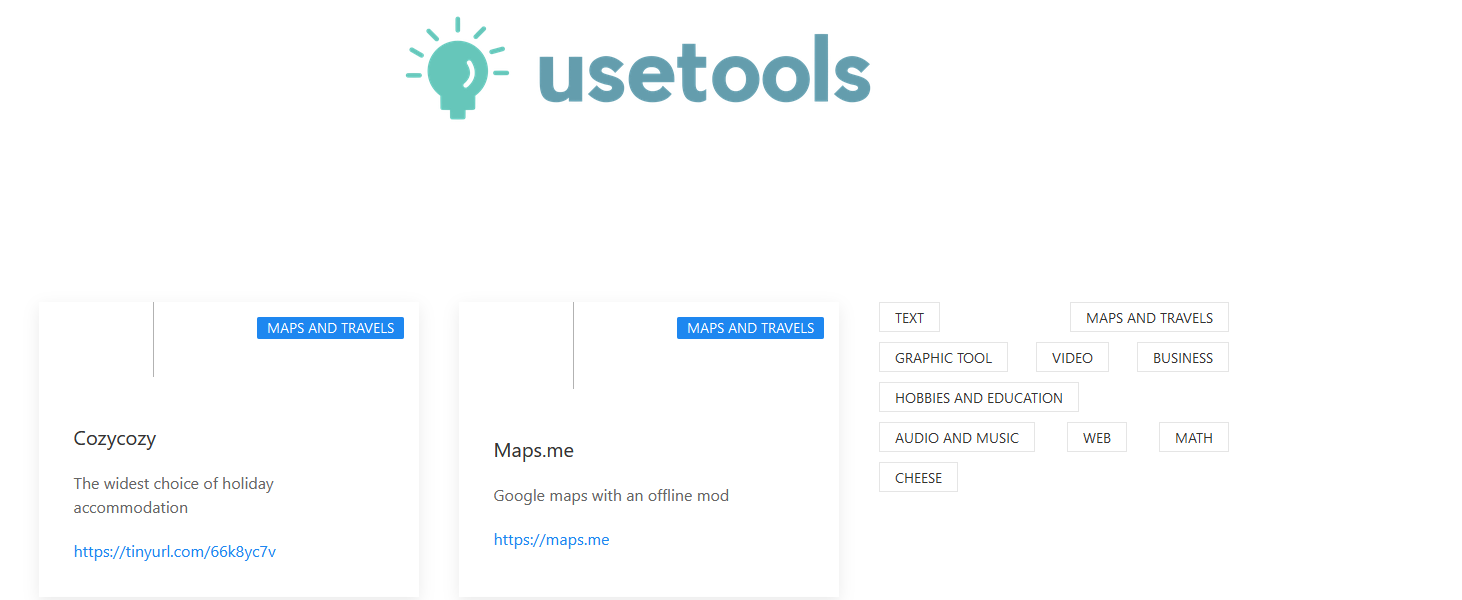 usetools
MAPS AND TRAVELS
Cozycozy
The widest choice of holiday
accommodation
https://tinyurl.com/66k8yc7v
MAPS AND TRAVELS
Maps.me
Google maps with an offline mod
https://maps.me
TEXT
MAPS AND TRAVELS
GRAPHIC TOOL
VIDEO
BUSINESS
HOBBIES AND EDUCATION
AUDIO AND MUSIC
WEB
MATH
CHEESE